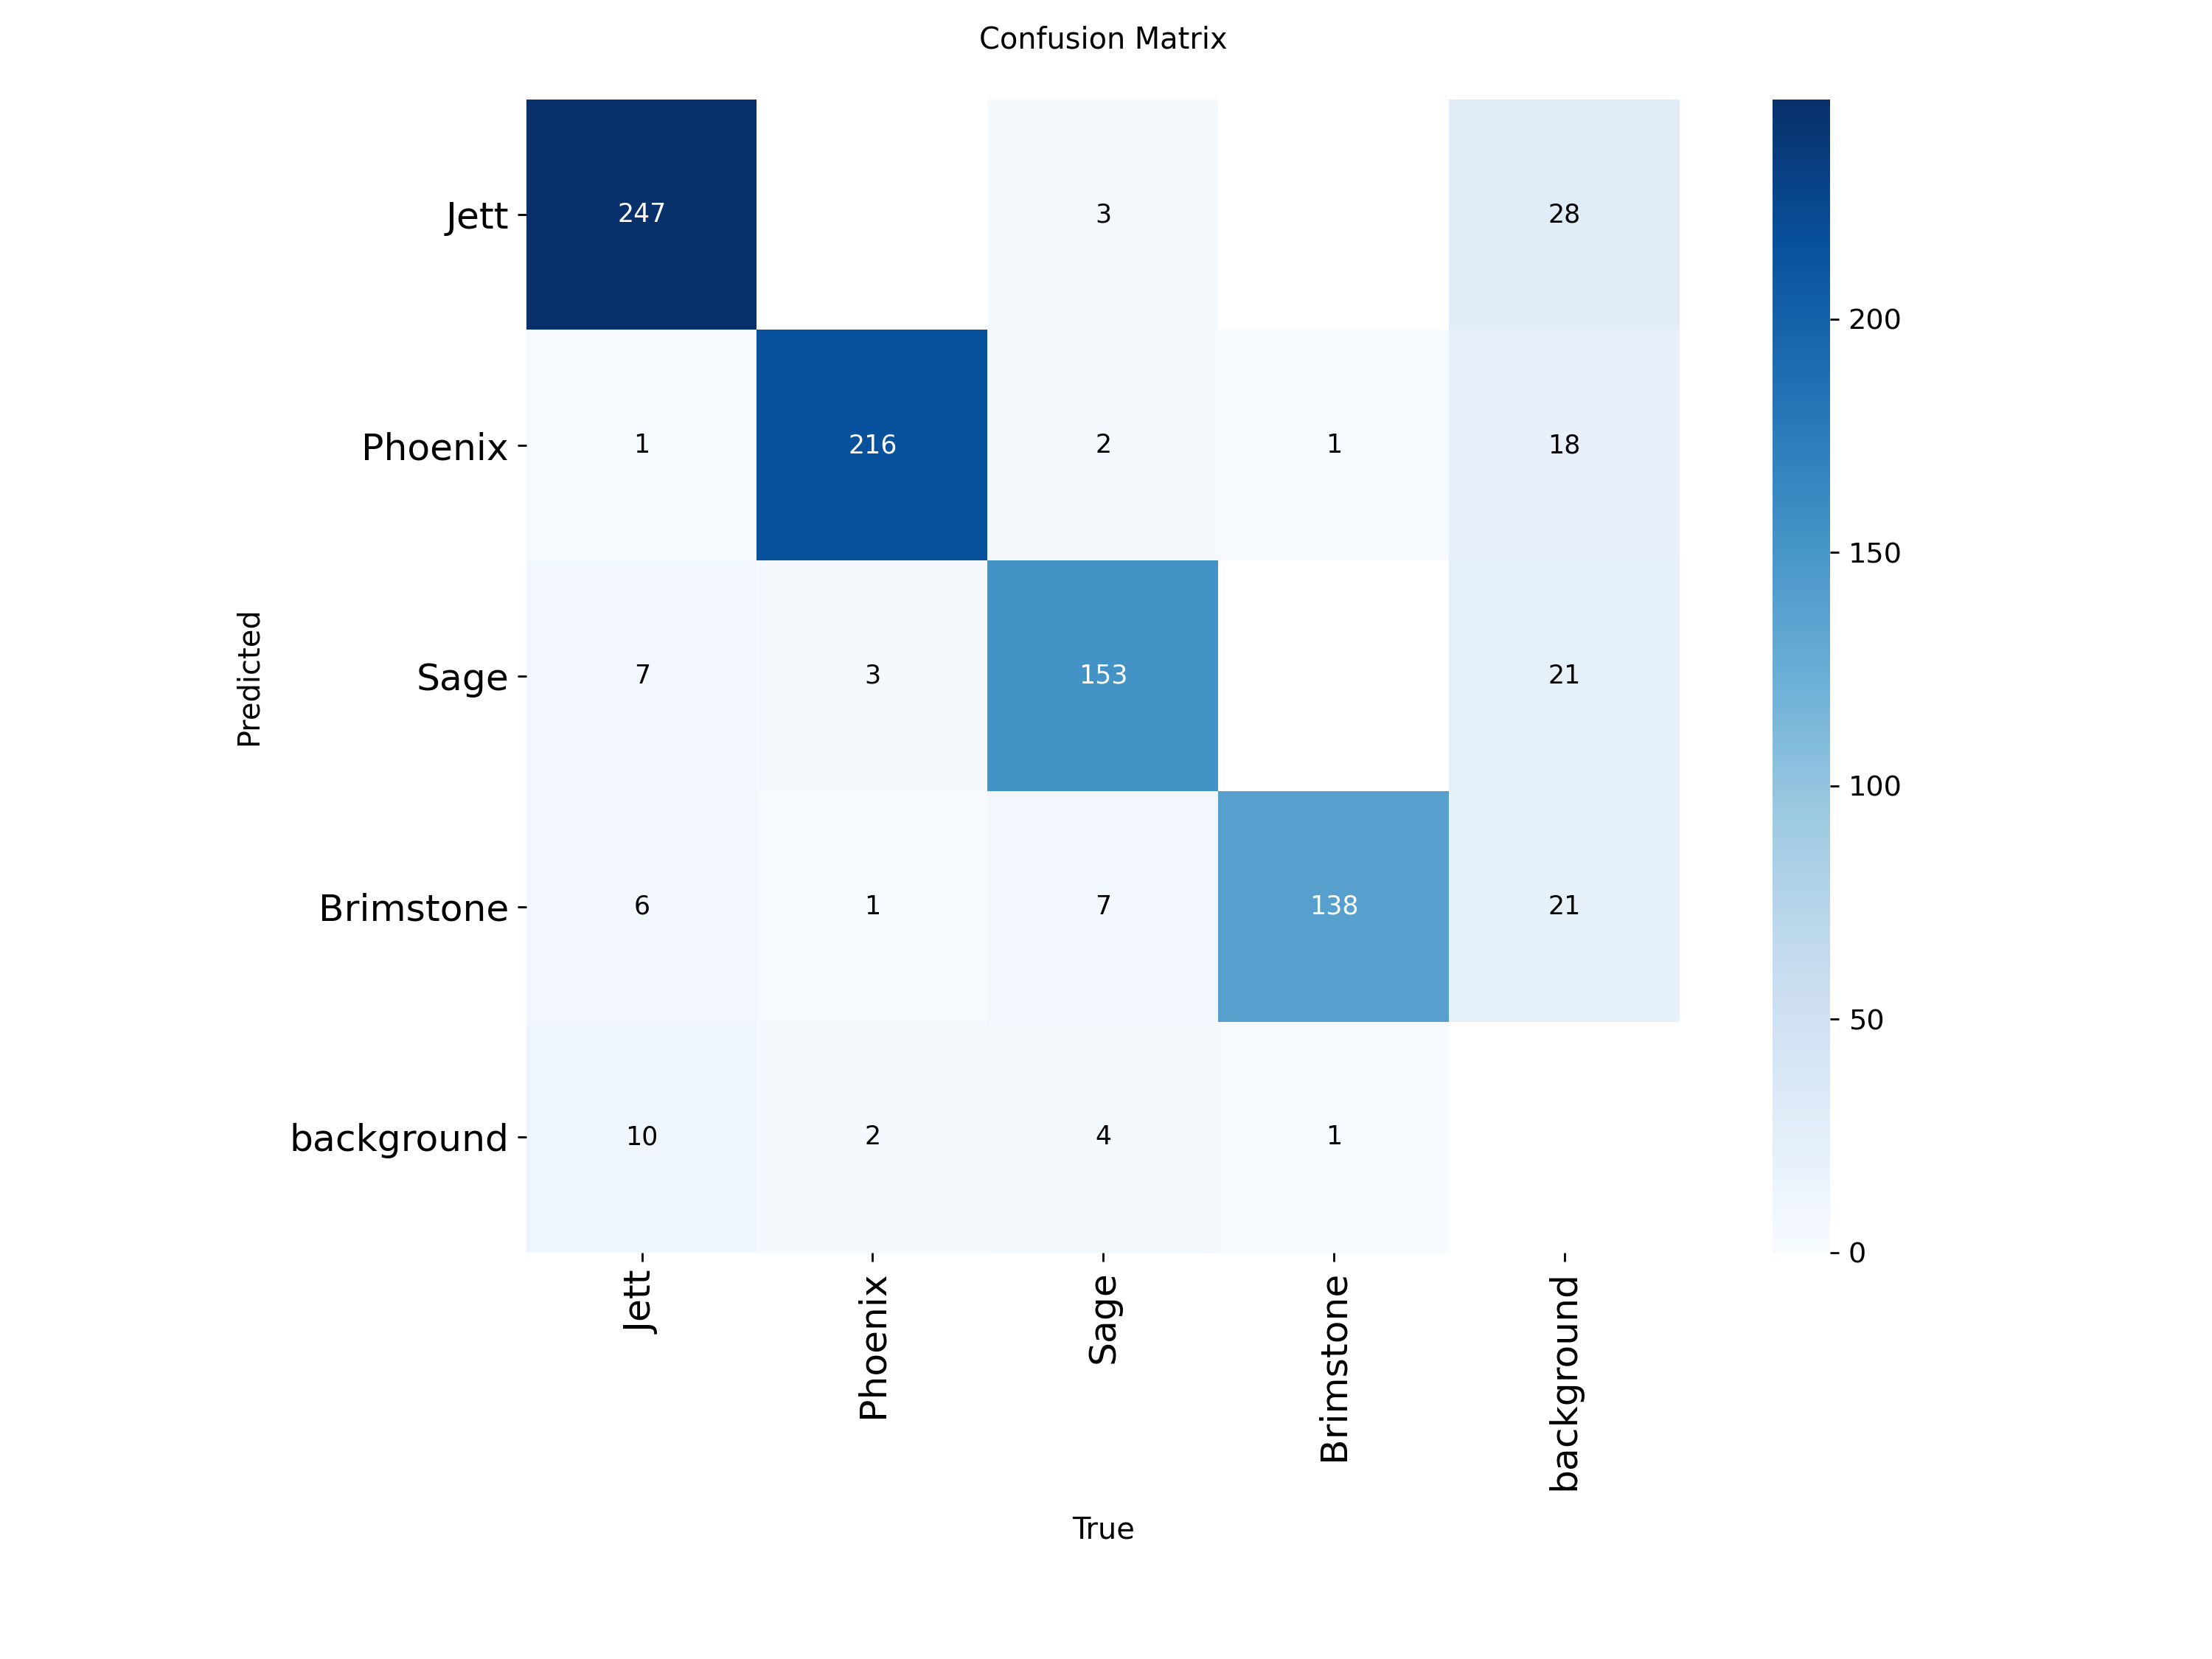 Confusion Matrix
Jett 247 3 28
Phoenix 1 216 2 1 18
Sage 7 3 153 21
Brimstone 6 1 7 138 21
background 10 2 4 1
Predicted
Jett Phoenix Sage Brimstone background
True
200
150
100
50
0